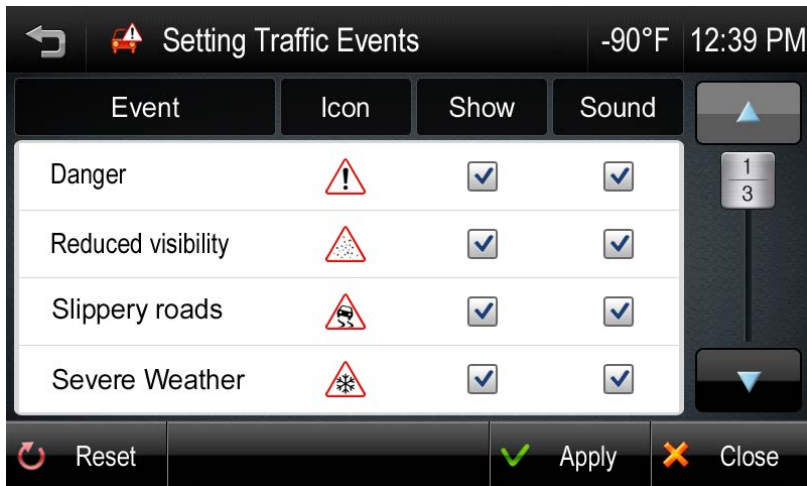 Setting Traffic Events -90°F 12:39 PM
Event Icon Show Sound
Danger
1
3
Reduced visibility
Slippery roads
Severe Weather
Reset Apply Close